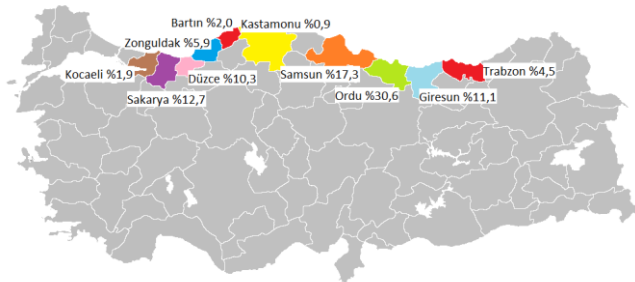 Bartın %2,0
Kastamonu %0,9
Zonguldak %5,9
Kocaeli %1,9
Düzce %10,3
Samsun %17,3
Trabzon %4,5
Sakarya %12,7
Ordu %30,6
Giresun %11,1